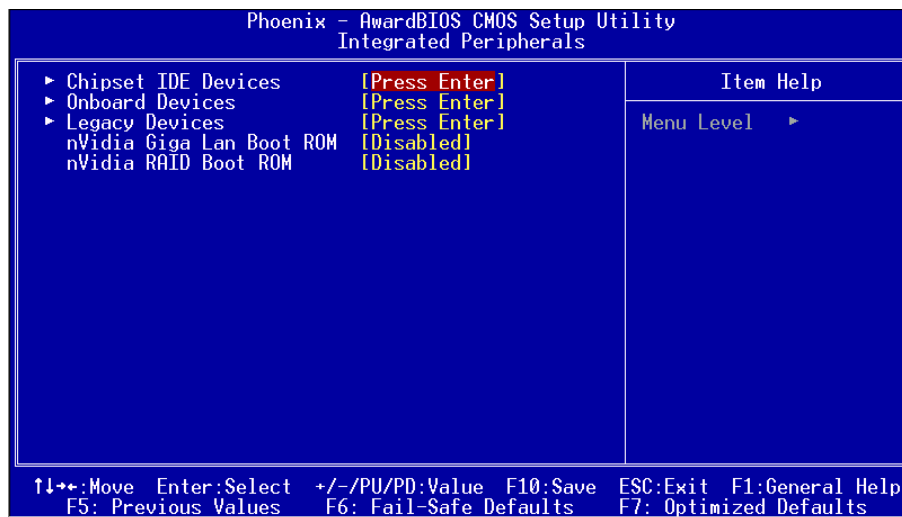 Phoenix - AwardBIOS CMOS Setup Utility
Integrated Peripherals
► Chipset IDE Devices [Press Enter]
► Onboard Devices [Press Enter]
► Legacy Devices [Press Enter]
nVidia Giga Lan Boot ROM [Disabled]
nVidia RAID Boot ROM [Disabled]
Item Help
Menu Level ►
↑↓→←:Move Enter:Select +/-/PU/PD:Value F10:Save ESC:Exit F1:General Help
F5: Previous Values F6: Fail-Safe Defaults F7: Optimized Defaults